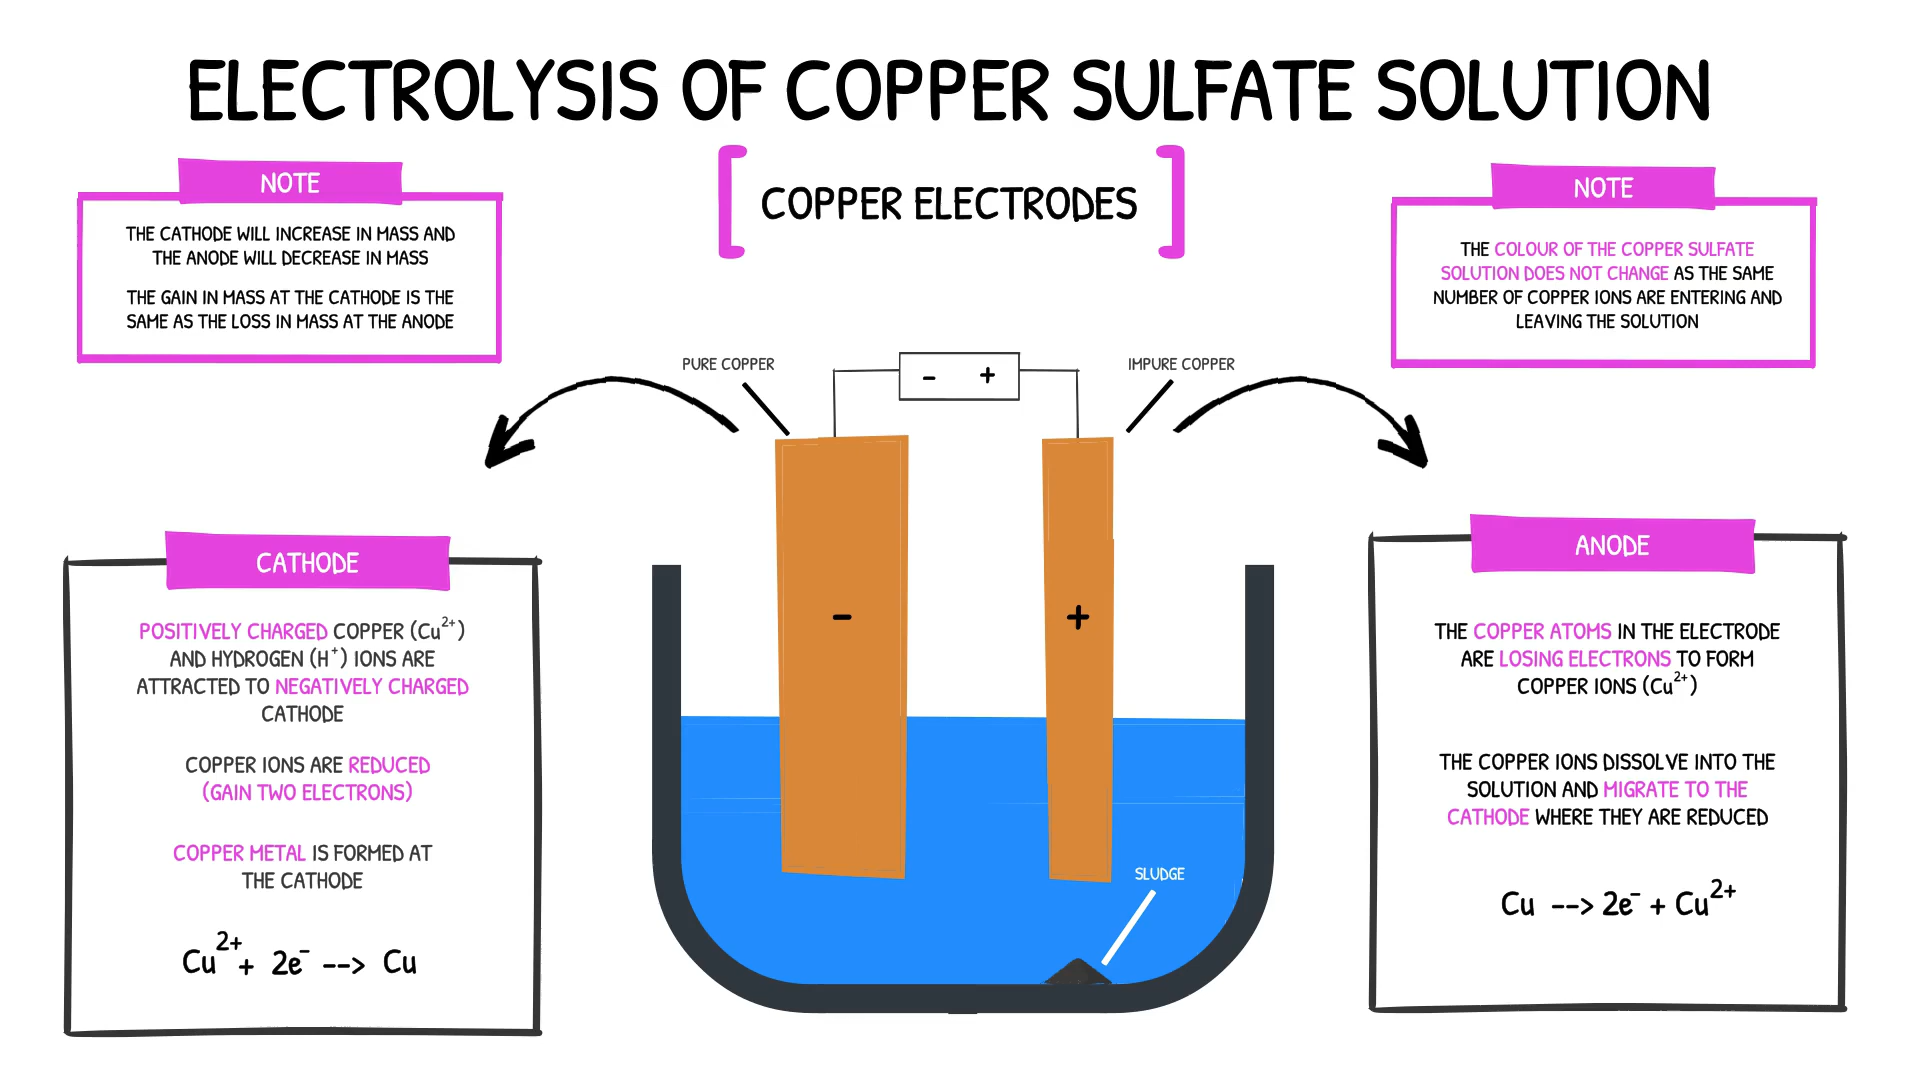 ELECTROLYSIS OF COPPER SULFATE SOLUTION
COPPER ELECTRODES
NOTE
THE CATHODE WILL INCREASE IN MASS AND
THE ANODE WILL DECREASE IN MASS
THE GAIN IN MASS AT THE CATHODE IS THE
SAME AS THE LOSS IN MASS AT THE ANODE
NOTE
THE COLOUR OF THE COPPER SULFATE
SOLUTION DOES NOT CHANGE AS THE SAME
NUMBER OF COPPER IONS ARE ENTERING AND
LEAVING THE SOLUTION
PURE COPPER
- +
IMPURE COPPER
-
+
SLUDGE
CATHODE
POSITIVELY CHARGED COPPER (Cu²⁺)
AND HYDROGEN (H⁺) IONS ARE
ATTRACTED TO NEGATIVELY CHARGED
CATHODE
COPPER IONS ARE REDUCED
(GAIN TWO ELECTRONS)
COPPER METAL IS FORMED AT
THE CATHODE
Cu²⁺ + 2e⁻ --> Cu
ANODE
THE COPPER ATOMS IN THE ELECTRODE
ARE LOSING ELECTRONS TO FORM
COPPER IONS (Cu²⁺)
THE COPPER IONS DISSOLVE INTO THE
SOLUTION AND MIGRATE TO THE
CATHODE WHERE THEY ARE REDUCED
Cu --> 2e⁻ + Cu²⁺